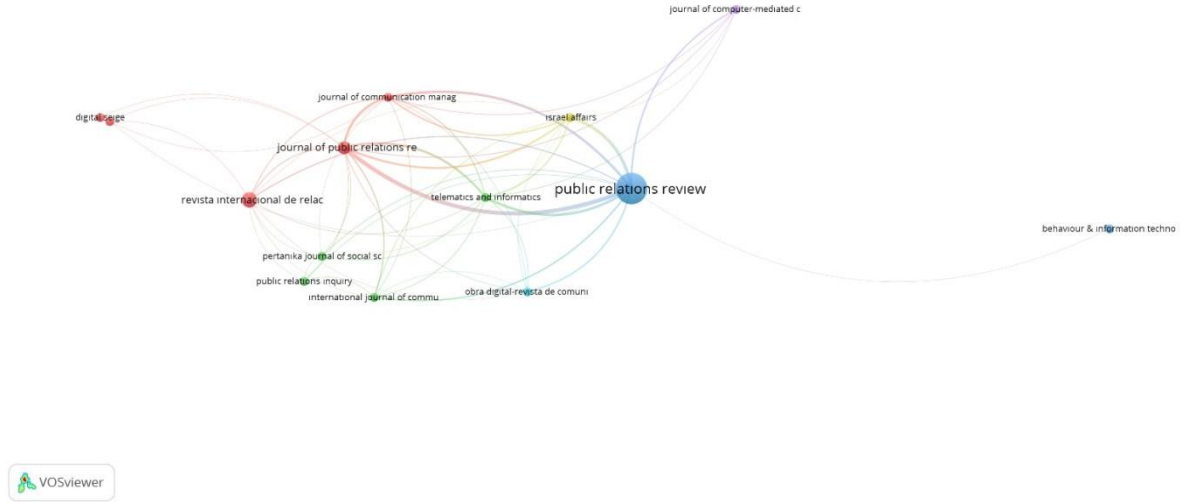 journal of computer-mediated c
journal of communication manag
digital seige
israel affairs
journal of public relations re
public relations review
revista internacional de relac
telematics and informatics
behaviour & information techno
pertanika journal of social sc
public relations inquiry
international journal of commu
obra digital-revista de comuni
VOSviewer